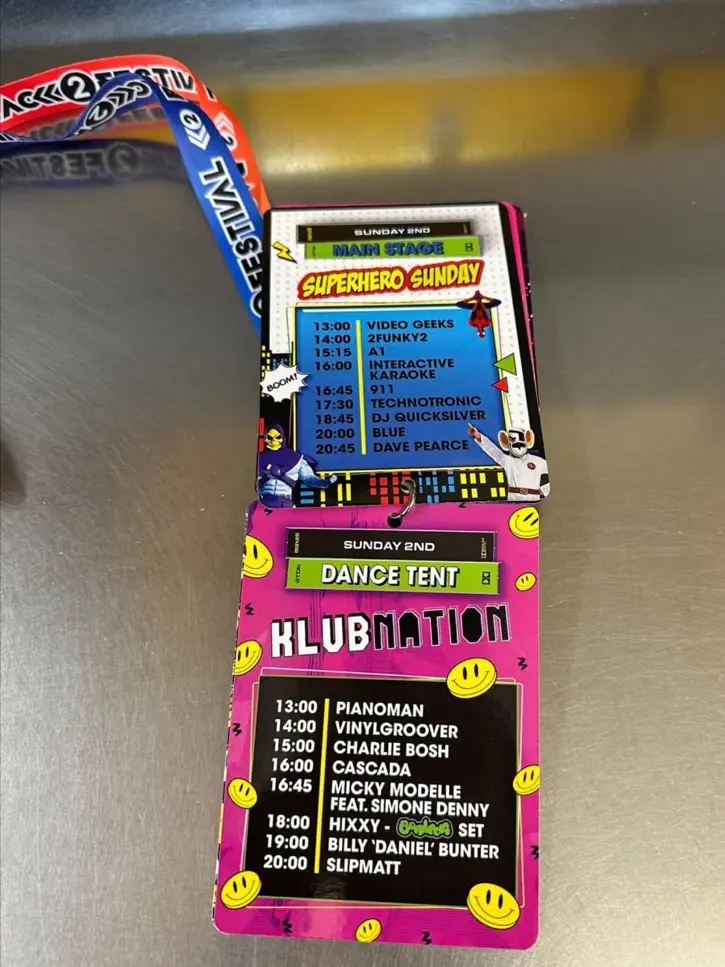 AC<<2FESTIV
FESTIVAL
SUNDAY 2ND
MAIN STAGE
SUPERHERO SUNDAY
13:00 VIDEO GEEKS
14:00 2FUNKY2
15:15 A1
16:00 INTERACTIVE
KARAOKE
16:45 911
17:30 TECHNOTRONIC
18:45 DJ QUICKSILVER
20:00 BLUE
20:45 DAVE PEARCE
BOOM!
SUNDAY 2ND
TDK
DANCE TENT
KLUBNATION
13:00 PIANOMAN
14:00 VINYLGROOVER
15:00 CHARLIE BOSH
16:00 CASCADA
16:45 MICKY MODELLE
FEAT. SIMONE DENNY
18:00 HIXXY - Bonkers SET
19:00 BILLY 'DANIEL' BUNTER
20:00 SLIPMATT